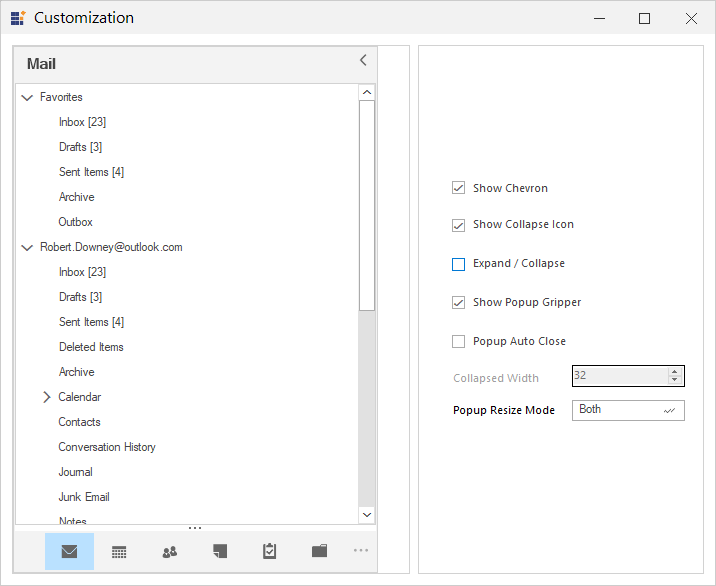 Customization
Mail
Favorites
Inbox [23]
Drafts [3]
Sent Items [4]
Archive
Outbox
Robert.Downey@outlook.com
Inbox [23]
Drafts [3]
Sent Items [4]
Deleted Items
Archive
Calendar
Contacts
Conversation History
Journal
Junk Email
Notes
Show Chevron
Show Collapse Icon
Expand / Collapse
Show Popup Gripper
Popup Auto Close
Collapsed Width 32
Popup Resize Mode Both